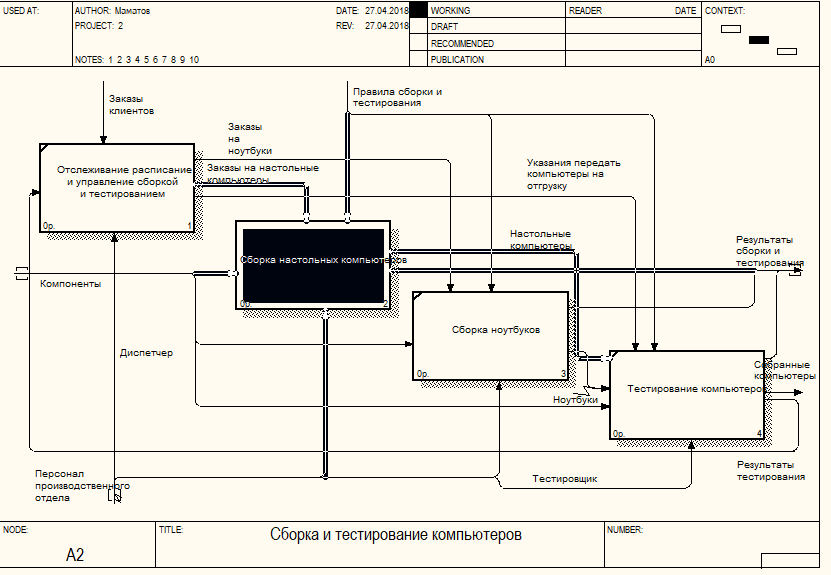 USED AT:
AUTHOR: Маматов
DATE: 27.04.2018
WORKING
READER
DATE
CONTEXT:
PROJECT: 2
REV: 27.04.2018
DRAFT
RECOMMENDED
NOTES: 1 2 3 4 5 6 7 8 9 10
PUBLICATION
A0
Заказы
клиентов
Правила сборки и
тестирования
Заказы
на
ноутбуки
Заказы на настольные
компьютеры
Указания передать
компьютеры на
отгрузку
Отслеживание расписание
и управление сборкой
и тестированием
0р.
1
Настольные
компьютеры
Результаты
сборки и
тестирования
Сборка настольных компьютеров
0р.
2
Компоненты
Сборка ноутбуков
0р.
3
Диспетчер
Собранные
компьютеры
Тестирование компьютеров
0р.
4
Ноутбуки
Персонал
производственного
отдела
Тестировщик
Результаты
тестирования
NODE:
A2
TITLE:
Сборка и тестирование компьютеров
NUMBER: